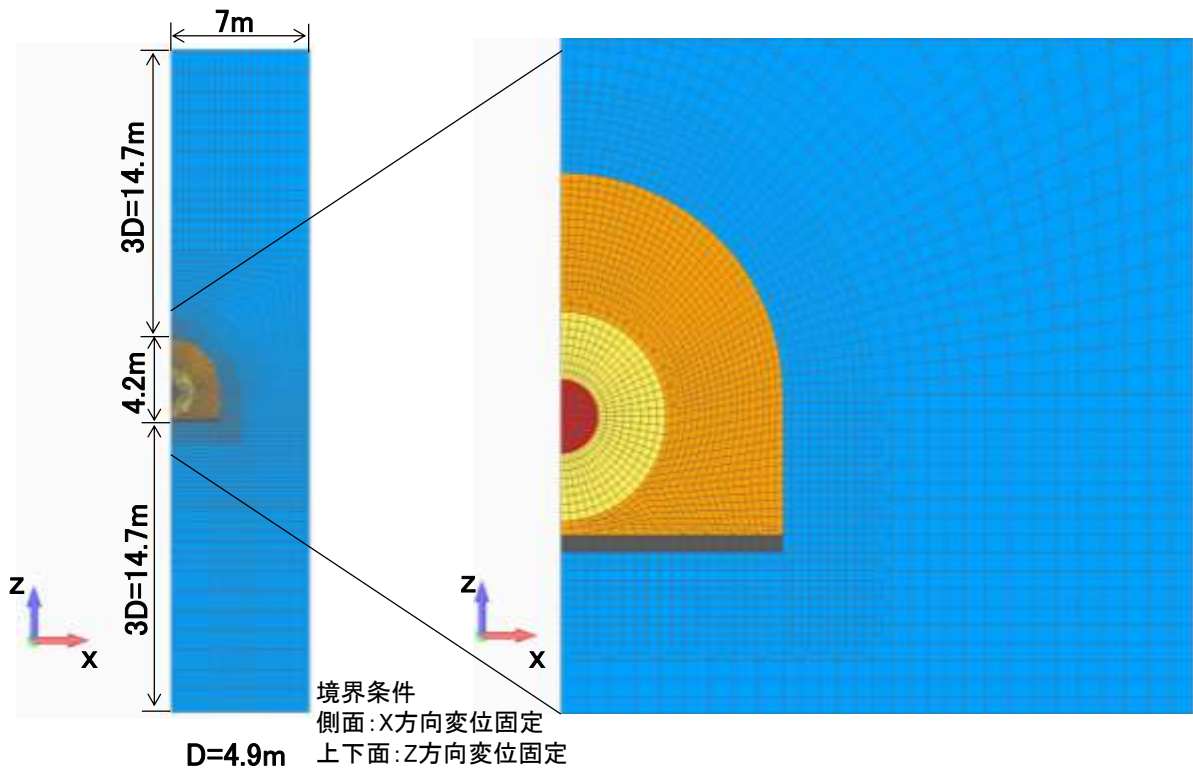 7m
3D=14.7m
4.2m
3D=14.7m
Z
X
Z
X
境界条件
側面:X方向変位固定
上下面:Z方向変位固定
D=4.9m